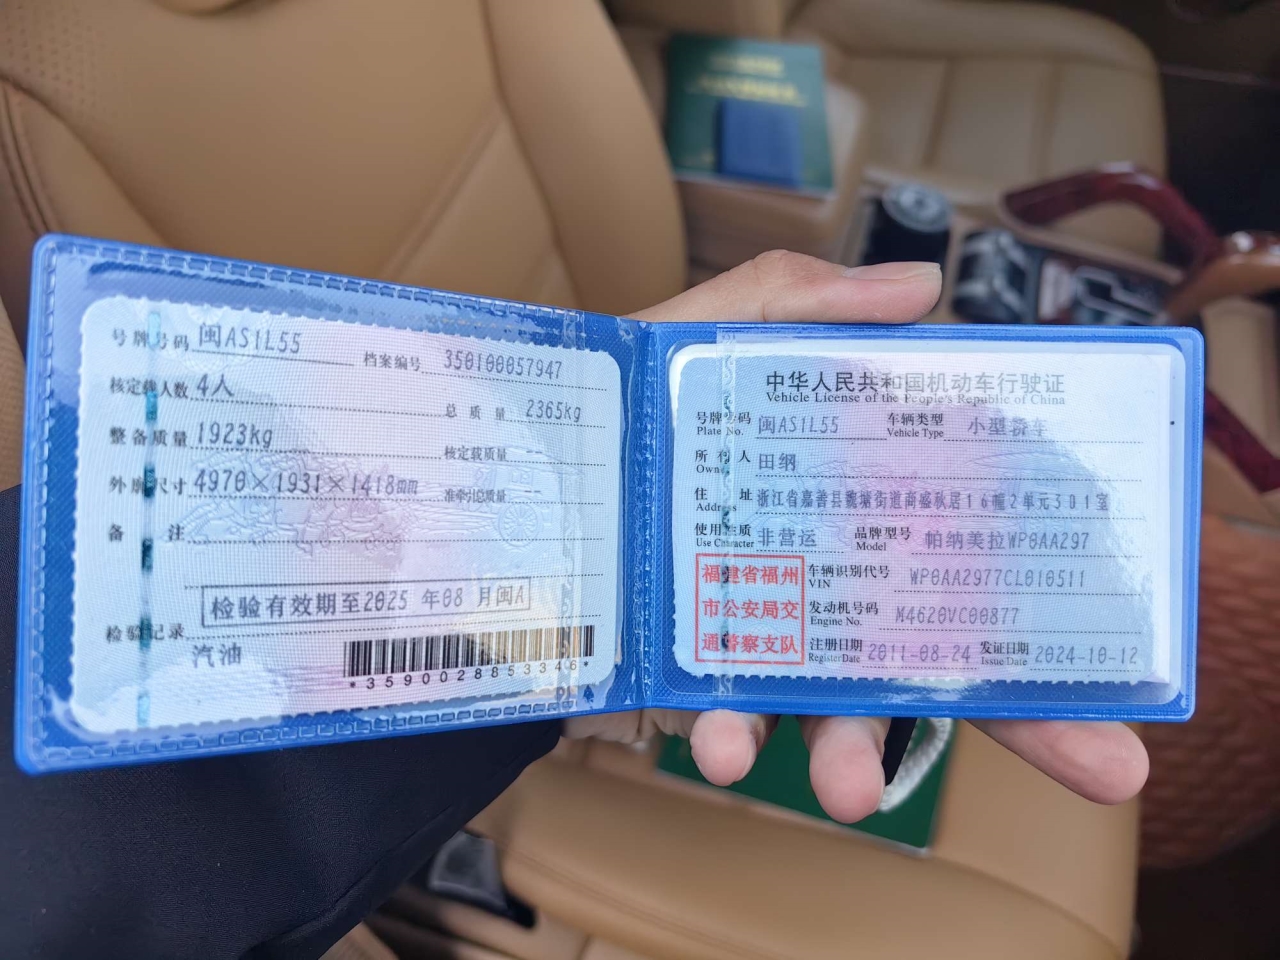 号牌号码 闽AS1L55 档案编号 350100057947
核定载人数 4人 总质量 2365kg
整备质量 1923kg 核定载质量
外廓尺寸 4970×1931×1418mm 准牵引总质量
备注
检验有效期至2025年08月闽A
检验记录
汽油
*3590028853346*
中华人民共和国机动车行驶证
Vehicle License of the People's Republic of China
号牌号码 闽AS1L55 车辆类型 小型轿车
Plate No. Vehicle Type
所有人 田纲
Owner
住址 浙江省嘉善县魏塘街道商盛秋居16幢2单元301室
Address
使用性质 非营运 品牌型号 帕纳美拉WP0AA297
Use Character Model
福建省福州
市公安局交
通警察支队
车辆识别代号 WP0AA2977CL010511
VIN
发动机号码 M4620VC00877
Engine No.
注册日期 2011-08-24 发证日期 2024-10-12
Register Date Issue Date